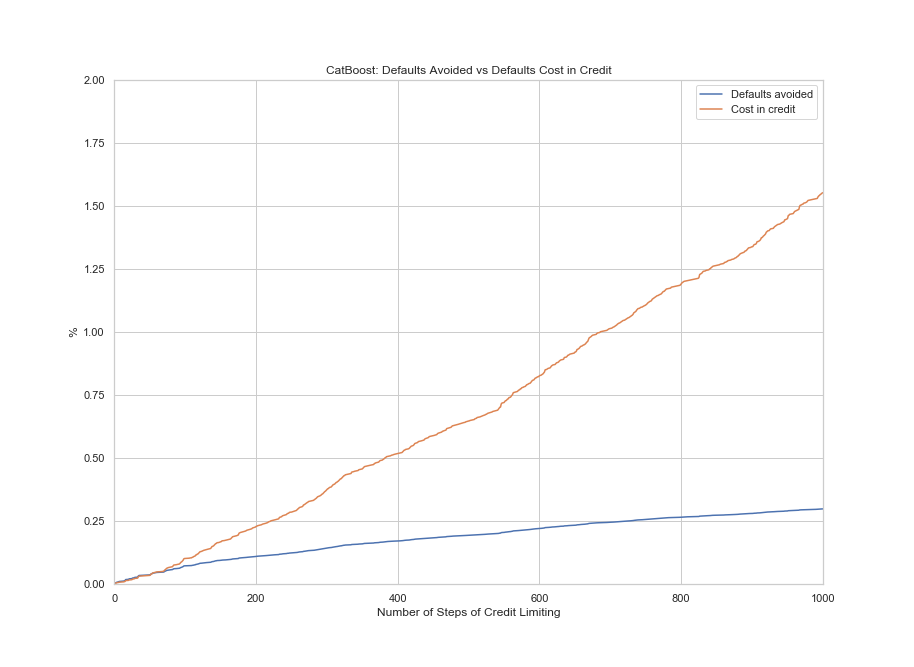 CatBoost: Defaults Avoided vs Defaults Cost in Credit
2.00
Defaults avoided
Cost in credit
1.75
1.50
1.25
% 1.00
0.75
0.50
0.25
0.00
0 200 400 600 800 1000
Number of Steps of Credit Limiting